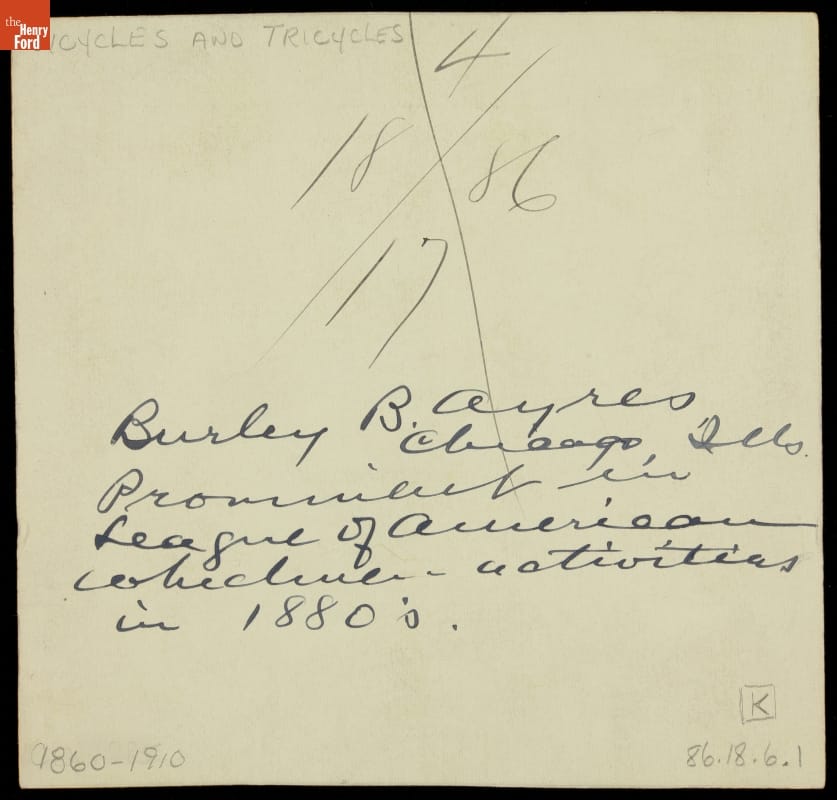 the
Henry
Ford
ICYCLES AND TRICYCLES
4
18 86
17
Burley B. Ayres
Chicago, Ills.
Prominent in
League of American
Wheelmen - activities
in 1880's.
K
1860-1910
86.18.6.1